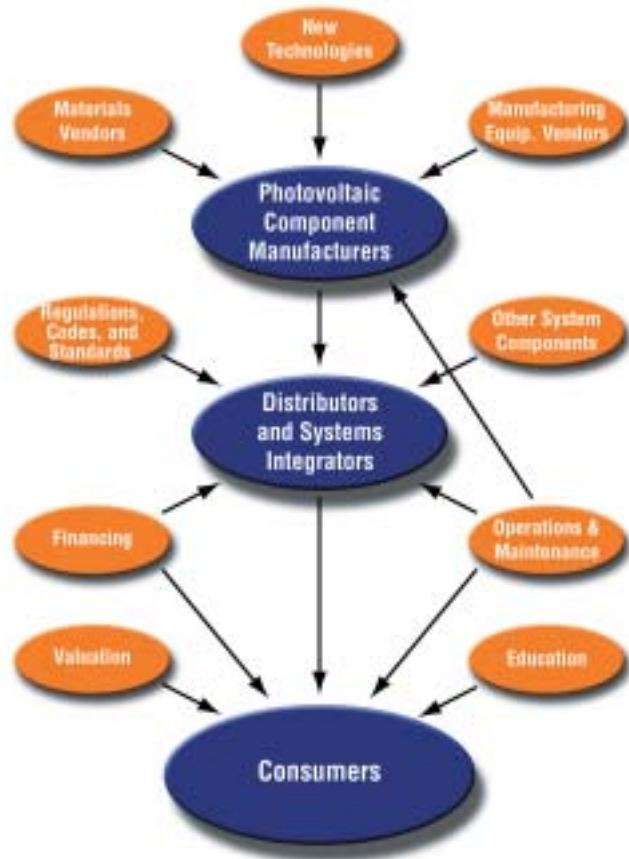 New
Technologies
Materials
Vendors
Manufacturing
Equip. Vendors
Photovoltaic
Component
Manufacturers
Regulations,
Codes, and
Standards
Other System
Components
Distributors
and Systems
Integrators
Financing
Operations &
Maintenance
Valuation
Education
Consumers